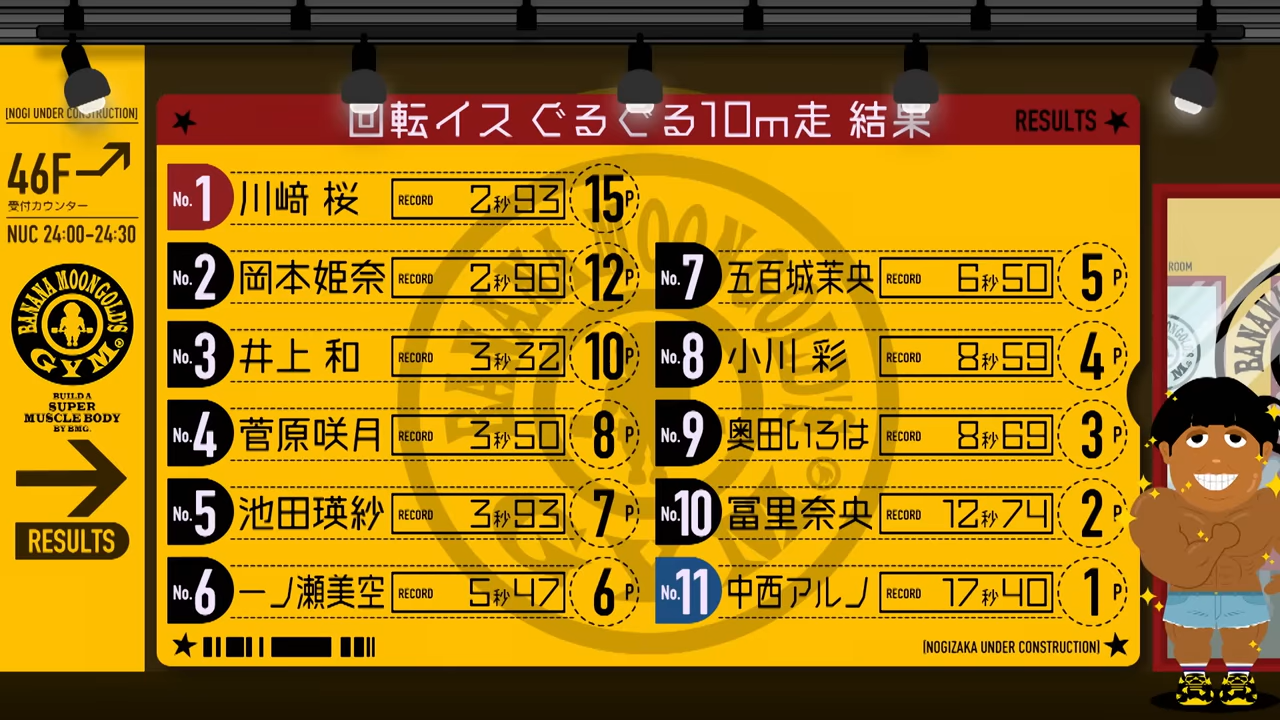 [NOGI UNDER CONSTRUCTION]
46F
受付カウンター
NUC 24:00-24:30
BANANA MOONGOLD'S
GYM®
BUILD A
SUPER
MUSCLE BODY
BY BMG.
RESULTS
回転イス ぐるぐる10m走 結果
RESULTS
No.1 川﨑 桜 RECORD 2秒93 15P
No.2 岡本姫奈 RECORD 2秒96 12P
No.3 井上 和 RECORD 3秒32 10P
No.4 菅原咲月 RECORD 3秒50 8P
No.5 池田瑛紗 RECORD 3秒93 7P
No.6 一ノ瀬美空 RECORD 5秒47 6P
No.7 五百城茉央 RECORD 6秒50 5P
No.8 小川 彩 RECORD 8秒59 4P
No.9 奥田いろは RECORD 8秒69 3P
No.10 冨里奈央 RECORD 12秒74 2P
No.11 中西アルノ RECORD 17秒40 1P
[NOGIZAKA UNDER CONSTRUCTION]
BANANA MOONGOLD'S
GYM®
ROOM